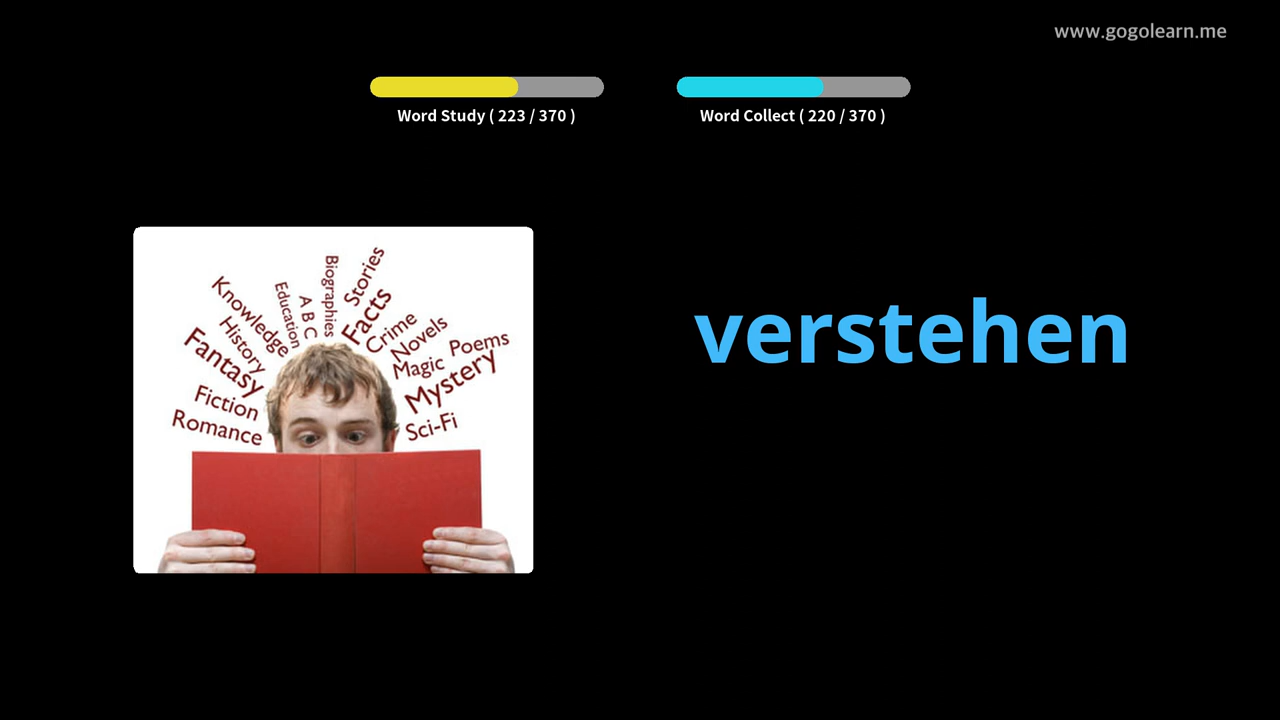 www.gogolearn.me
Word Study ( 223 / 370 )
Word Collect ( 220 / 370 )
verstehen
Romance
Fiction
Fantasy
History
Knowledge
Education
A B C
Biographies
Stories
Facts
Crime
Novels
Magic
Poems
Mystery
Sci-Fi